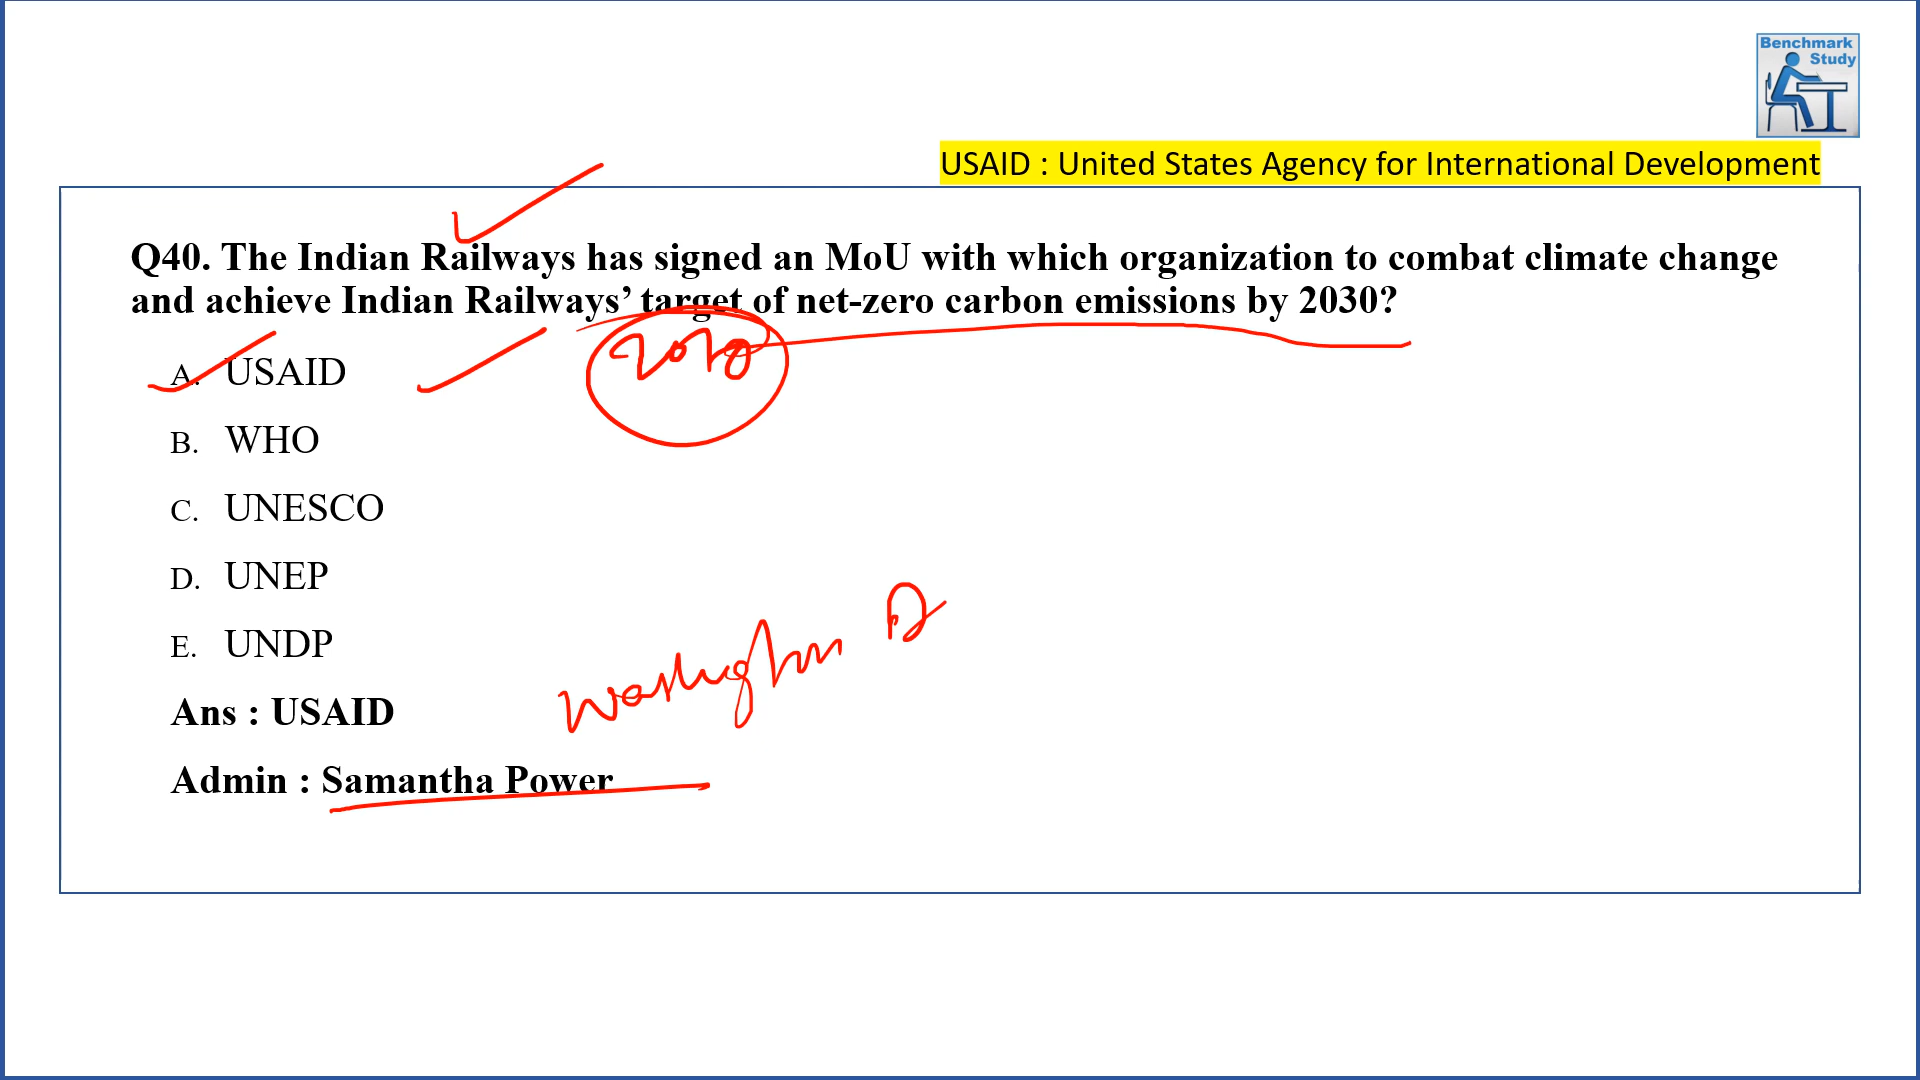 Benchmark
Study
USAID : United States Agency for International Development
Q40. The Indian Railways has signed an MoU with which organization to combat climate change
and achieve Indian Railways’ target of net-zero carbon emissions by 2030?
A. USAID
B. WHO
C. UNESCO
D. UNEP
E. UNDP
Washington D
Ans : USAID
Admin : Samantha Power